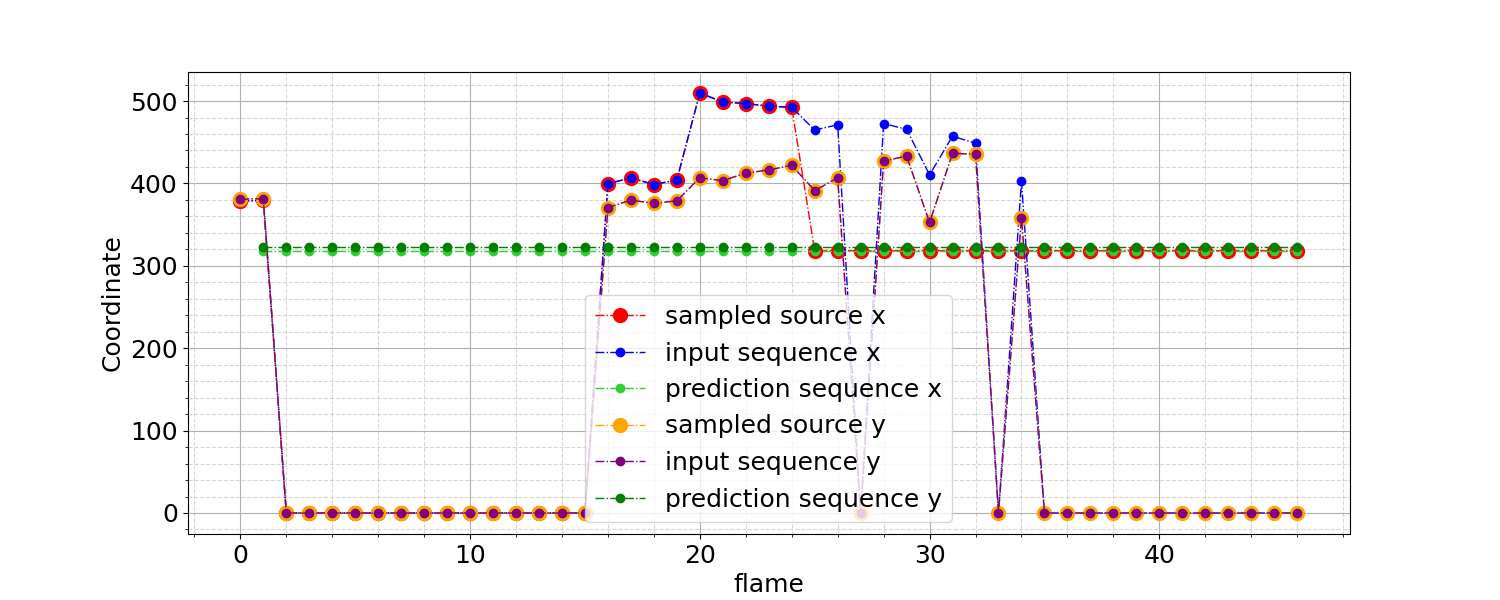 Coordinate
500
400
300
200
100
0
sampled source x
input sequence x
prediction sequence x
sampled source y
input sequence y
prediction sequence y
0 10 20 30 40
flame